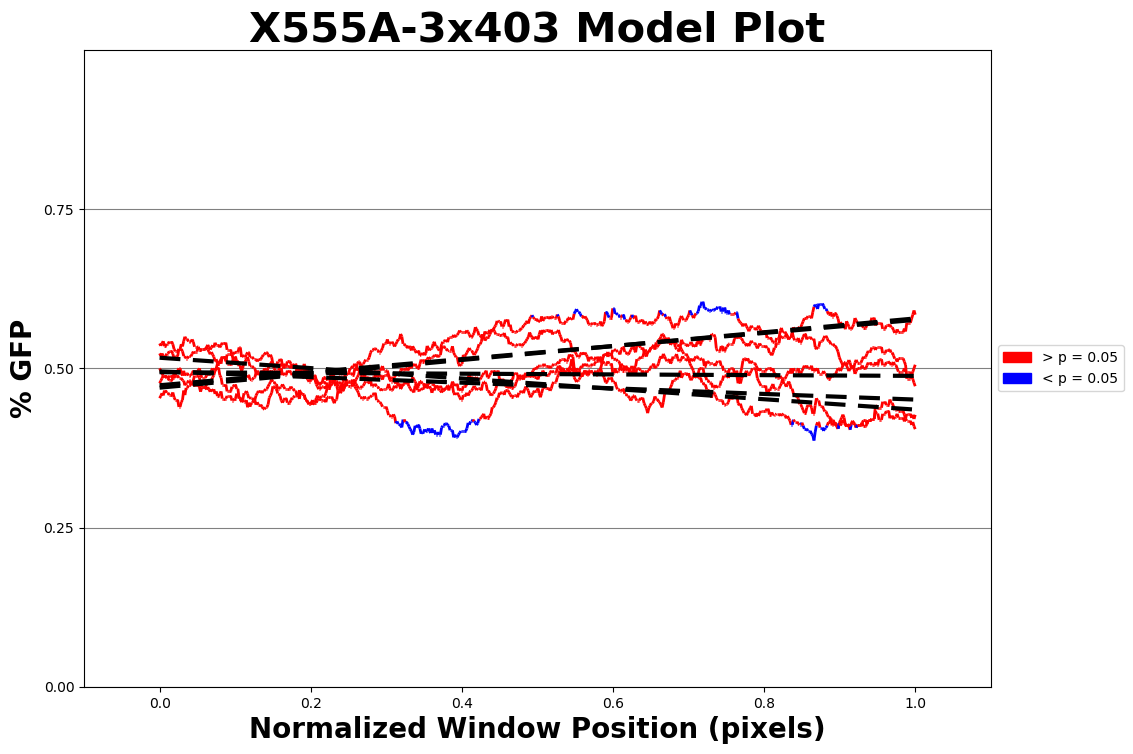 X555A-3x403 Model Plot
% GFP
0.75
0.50
0.25
0.00
> p = 0.05
< p = 0.05
0.0 0.2 0.4 0.6 0.8 1.0
Normalized Window Position (pixels)